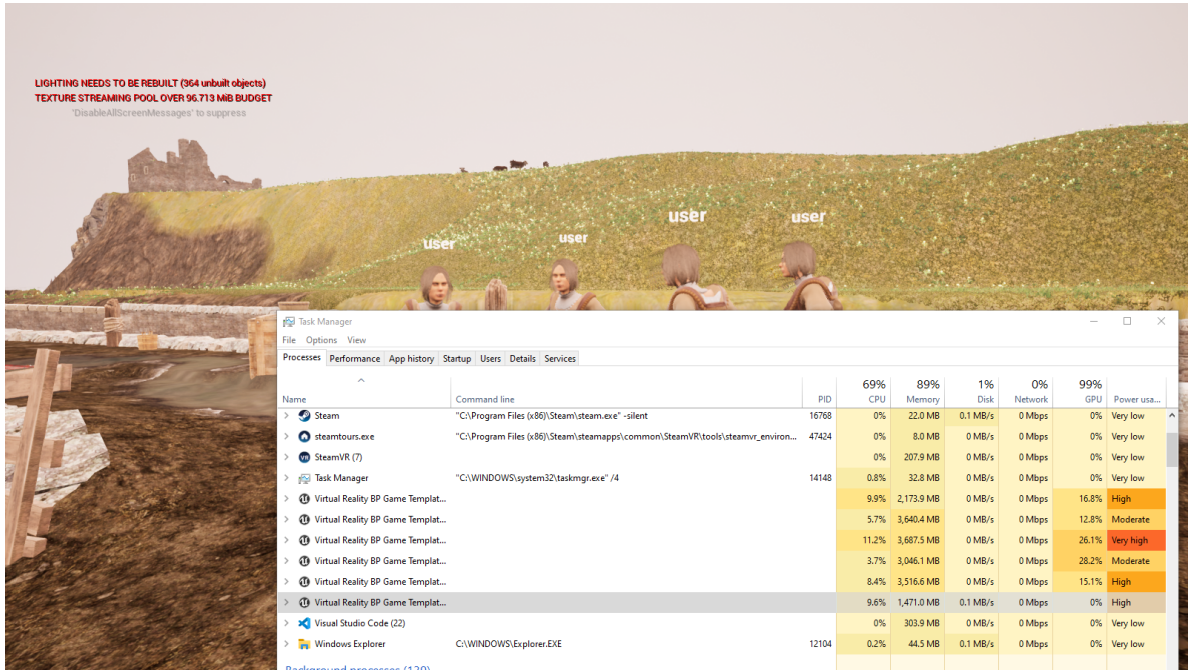 LIGHTING NEEDS TO BE REBUILT (364 unbuilt objects)
TEXTURE STREAMING POOL OVER 96.713 MiB BUDGET
'DisableAllScreenMessages' to suppress
user
user
user
user
Task Manager
File Options View
Processes Performance App history Startup Users Details Services
69% 89% 1% 0% 99%
Name Command line PID CPU Memory Disk Network GPU Power usa...
Steam "C:\Program Files (x86)\Steam\steam.exe" -silent 16768 0% 22.0 MB 0.1 MB/s 0 Mbps 0% Very low
steamtours.exe "C:\Program Files (x86)\Steam\steamapps\common\SteamVR\tools\steamvr_environ... 47424 0% 8.0 MB 0 MB/s 0 Mbps 0% Very low
SteamVR (7) 0% 207.9 MB 0 MB/s 0 Mbps 0% Very low
Task Manager "C:\WINDOWS\system32\taskmgr.exe" /4 14148 0.8% 32.8 MB 0 MB/s 0 Mbps 0% Very low
Virtual Reality BP Game Templat... 9.9% 2,173.9 MB 0 MB/s 0 Mbps 16.8% High
Virtual Reality BP Game Templat... 5.7% 3,640.4 MB 0 MB/s 0 Mbps 12.8% Moderate
Virtual Reality BP Game Templat... 11.2% 3,687.5 MB 0 MB/s 0 Mbps 26.1% Very high
Virtual Reality BP Game Templat... 3.7% 3,046.1 MB 0 MB/s 0 Mbps 28.2% Moderate
Virtual Reality BP Game Templat... 8.4% 3,516.6 MB 0 MB/s 0 Mbps 15.1% High
Virtual Reality BP Game Templat... 9.6% 1,471.0 MB 0.1 MB/s 0 Mbps 0% High
Visual Studio Code (22) 0% 303.9 MB 0 MB/s 0 Mbps 0% Very low
Windows Explorer C:\WINDOWS\Explorer.EXE 12104 0.2% 44.5 MB 0.1 MB/s 0 Mbps 0% Very low
Background processes